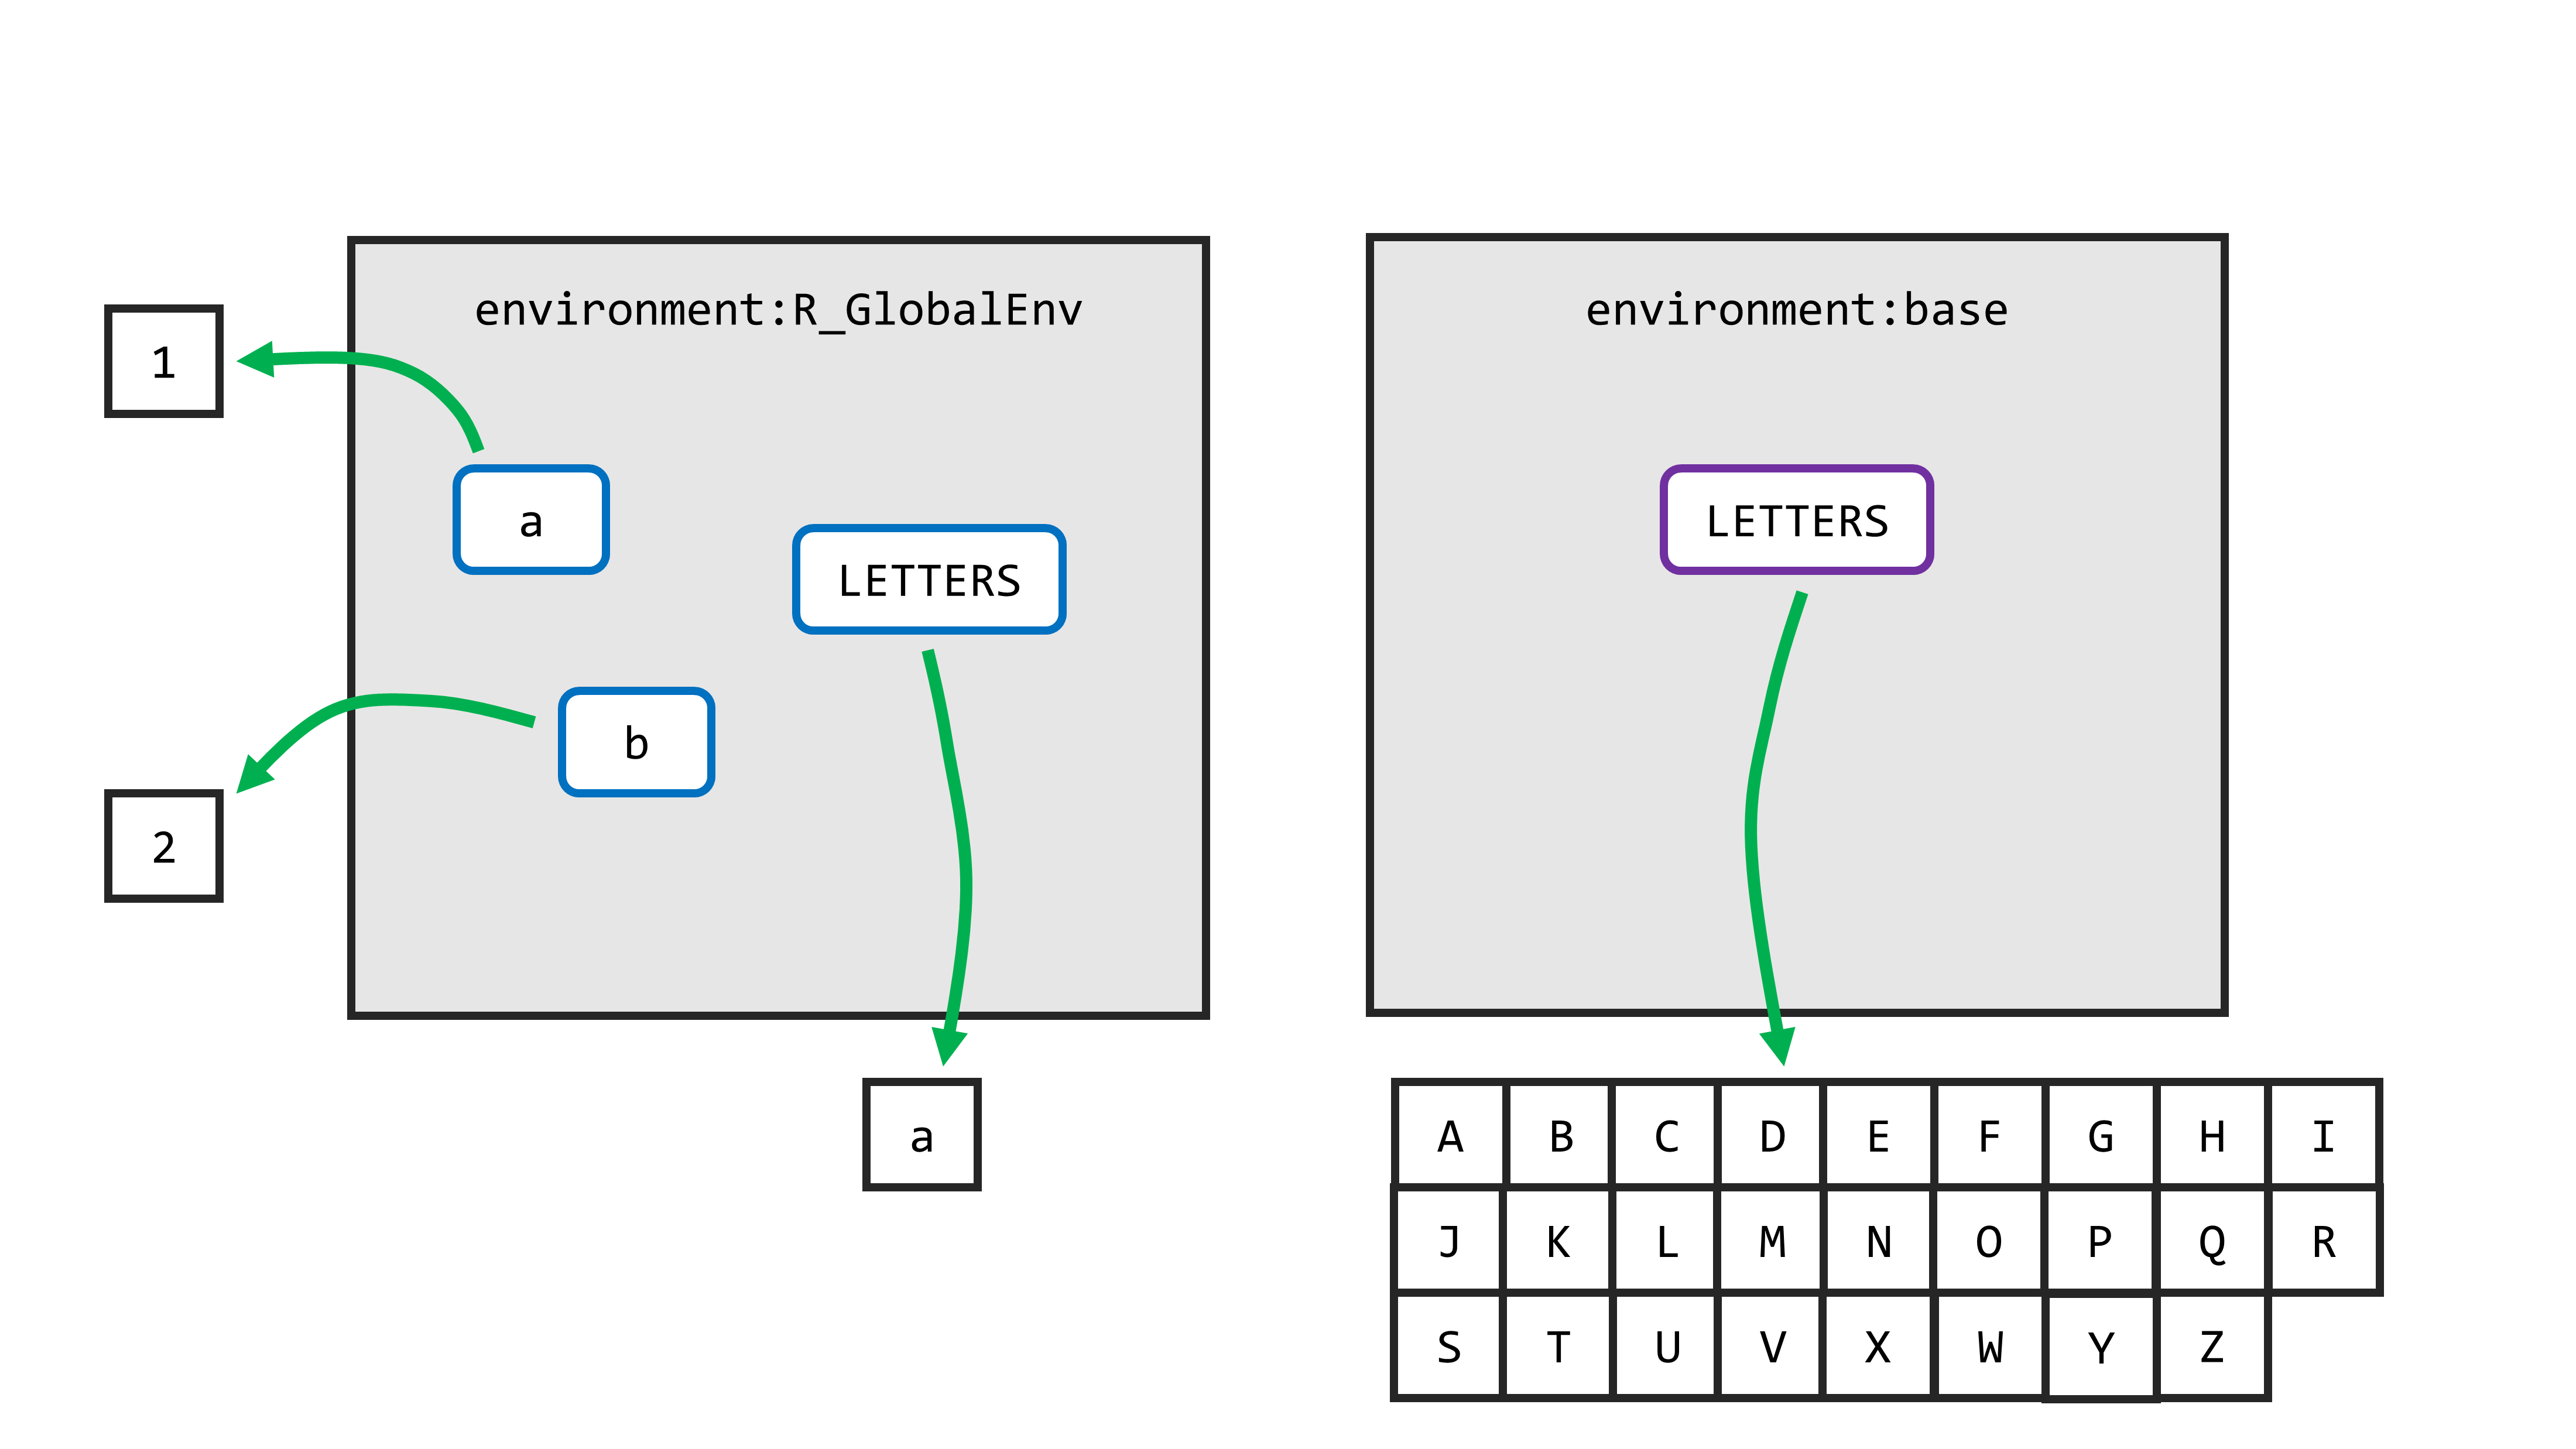 environment:R_GlobalEnv
environment:base
1
a
LETTERS
LETTERS
b
2
a
A B C D E F G H I
J K L M N O P Q R
S T U V X W Y Z